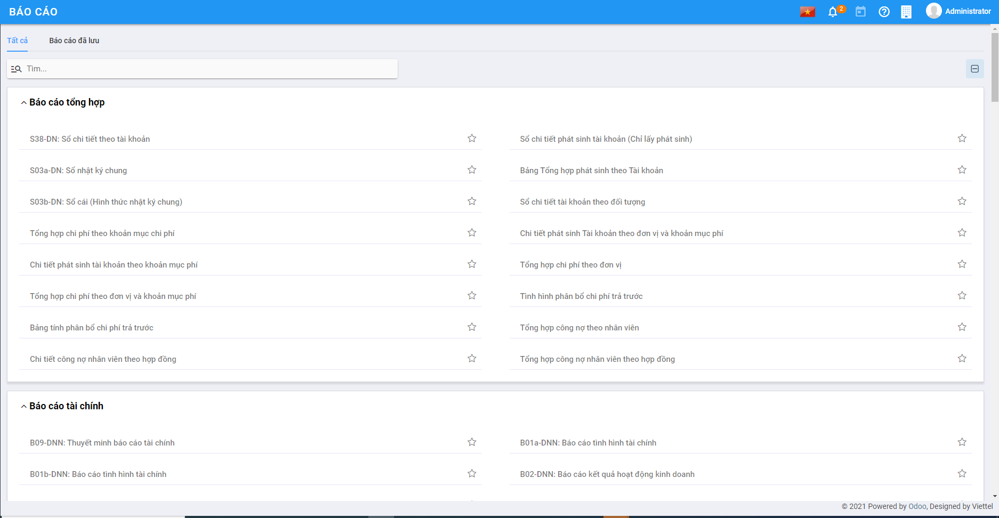 BÁO CÁO
2
Administrator
Tất cả
Báo cáo đã lưu
Tìm...
Báo cáo tổng hợp
S38-DN: Sổ chi tiết theo tài khoản
Sổ chi tiết phát sinh tài khoản (Chỉ lấy phát sinh)
S03a-DN: Sổ nhật ký chung
Bảng Tổng hợp phát sinh theo Tài khoản
S03b-DN: Sổ cái (Hình thức nhật ký chung)
Sổ chi tiết tài khoản theo đối tượng
Tổng hợp chi phí theo khoản mục chi phí
Chi tiết phát sinh Tài khoản theo đơn vị và khoản mục phí
Chi tiết phát sinh tài khoản theo khoản mục phí
Tổng hợp chi phí theo đơn vị
Tổng hợp chi phí theo đơn vị và khoản mục phí
Tình hình phân bổ chi phí trả trước
Bảng tính phân bổ chi phí trả trước
Tổng hợp công nợ theo nhân viên
Chi tiết công nợ nhân viên theo hợp đồng
Tổng hợp công nợ nhân viên theo hợp đồng
Báo cáo tài chính
B09-DNN: Thuyết minh báo cáo tài chính
B01a-DNN: Báo cáo tình hình tài chính
B01b-DNN: Báo cáo tình hình tài chính
B02-DNN: Báo cáo kết quả hoạt động kinh doanh
© 2021 Powered by Odoo, Designed by Viettel